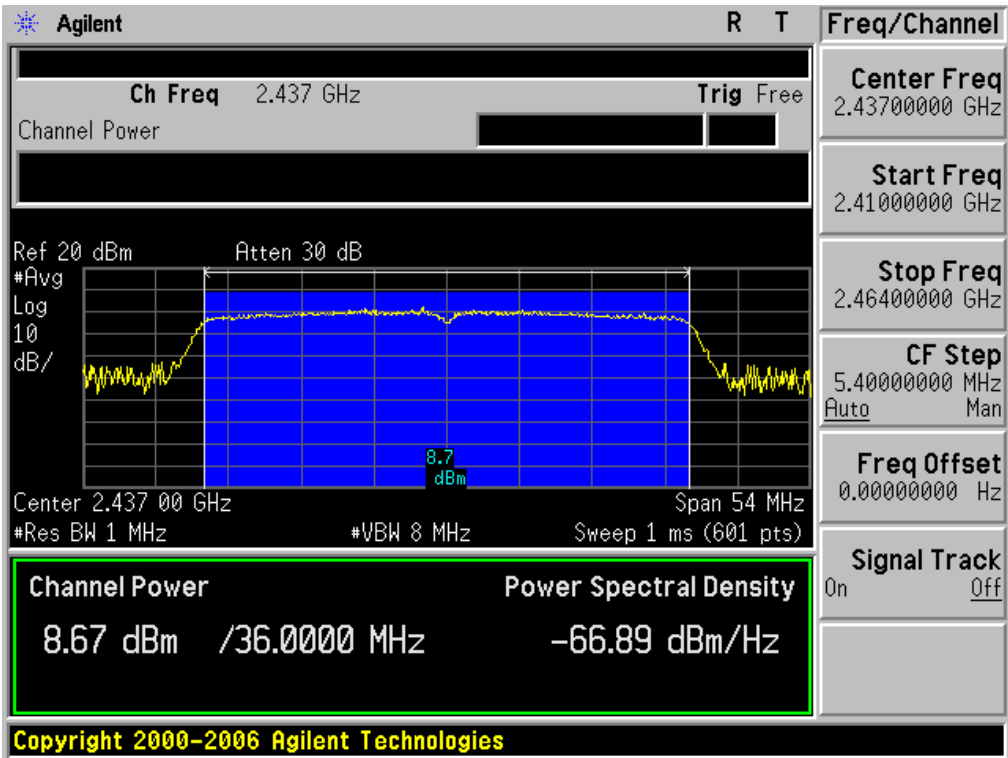 Agilent R T Freq/Channel
Ch Freq 2.437 GHz Trig Free
Channel Power
Center Freq
2.43700000 GHz
Start Freq
2.41000000 GHz
Stop Freq
2.46400000 GHz
CF Step
5.40000000 MHz
Auto Man
Freq Offset
0.00000000 Hz
Signal Track
On Off
Ref 20 dBm Atten 30 dB
#Avg
Log
10
dB/
8.7
dBm
Center 2.437 00 GHz Span 54 MHz
#Res BW 1 MHz #VBW 8 MHz Sweep 1 ms (601 pts)
Channel Power Power Spectral Density
8.67 dBm /36.0000 MHz -66.89 dBm/Hz
Copyright 2000-2006 Agilent Technologies